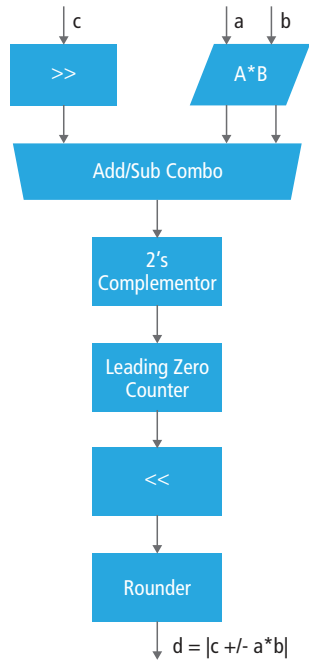 c
a
b
>>
A*B
Add/Sub Combo
2's
Complementor
Leading Zero
Counter
<<
Rounder
d = |c +/- a*b|